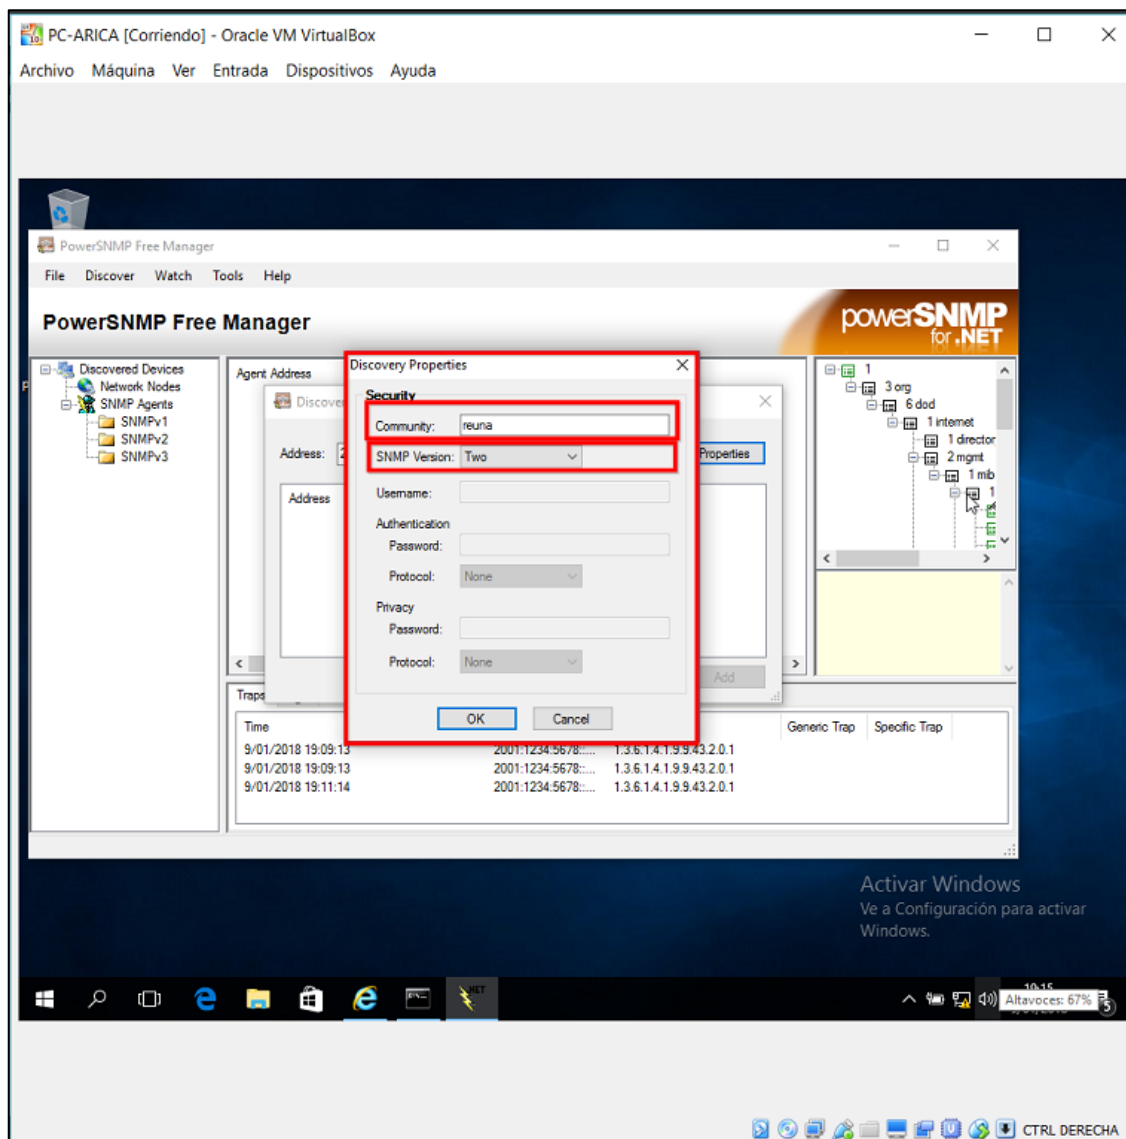 PC-ARICA [Corriendo] - Oracle VM VirtualBox
Archivo Máquina Ver Entrada Dispositivos Ayuda
PowerSNMP Free Manager
File Discover Watch Tools Help
PowerSNMP Free Manager
powerSNMP
for .NET
Discovered Devices
Network Nodes
SNMP Agents
SNMPv1
SNMPv2
SNMPv3
Agent Address
Address: 2
Properties
Address
Add
Discovery Properties
Security
Community: reuna
SNMP Version: Two
Username:
Authentication
Password:
Protocol: None
Privacy
Password:
Protocol: None
OK Cancel
1
3 org
6 dod
1 internet
1 director
2 mgmt
1 mib
1
Traps
Time Generic Trap Specific Trap
9/01/2018 19:09:13 2001:1234:5678::... 1.3.6.1.4.1.9.9.43.2.0.1
9/01/2018 19:09:13 2001:1234:5678::... 1.3.6.1.4.1.9.9.43.2.0.1
9/01/2018 19:11:14 2001:1234:5678::... 1.3.6.1.4.1.9.9.43.2.0.1
Activar Windows
Ve a Configuración para activar
Windows.
.NET
Altavoces: 67%
5
CTRL DERECHA